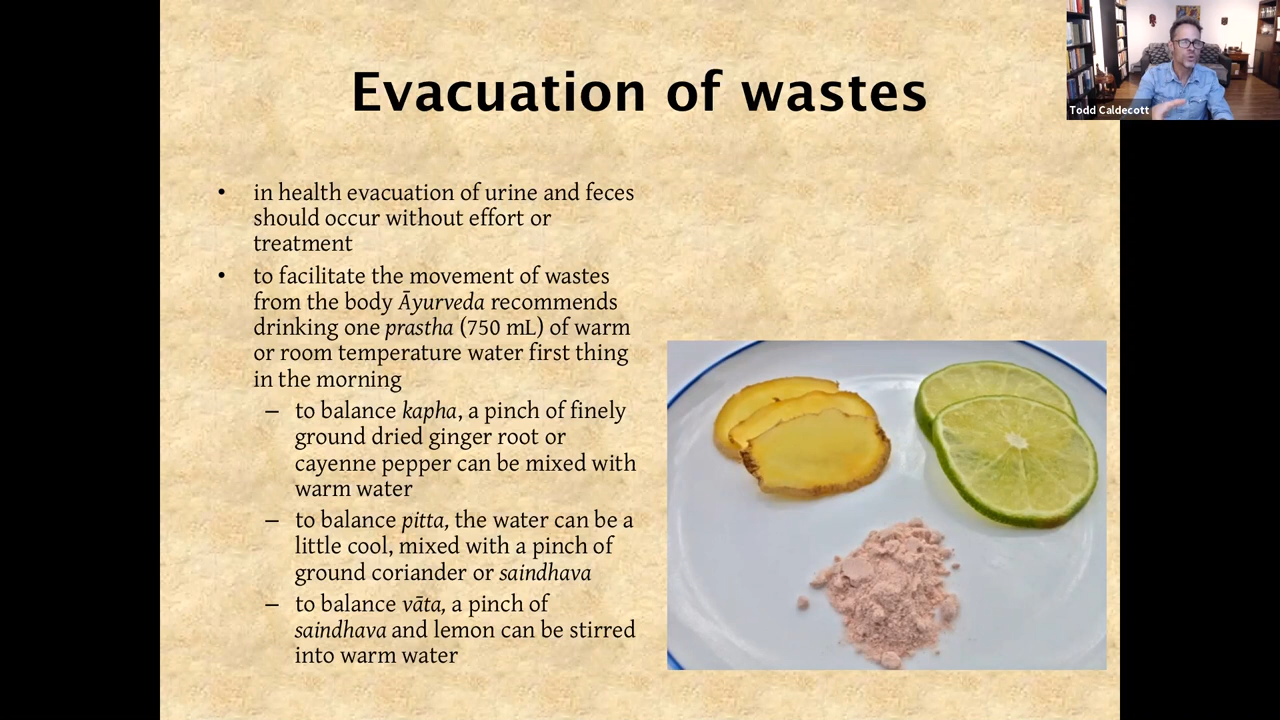 Evacuation of wastes
Todd Caldecott
• in health evacuation of urine and feces
should occur without effort or
treatment
• to facilitate the movement of wastes
from the body Āyurveda recommends
drinking one prastha (750 mL) of warm
or room temperature water first thing
in the morning
– to balance kapha, a pinch of finely
ground dried ginger root or
cayenne pepper can be mixed with
warm water
– to balance pitta, the water can be a
little cool, mixed with a pinch of
ground coriander or saindhava
– to balance vāta, a pinch of
saindhava and lemon can be stirred
into warm water